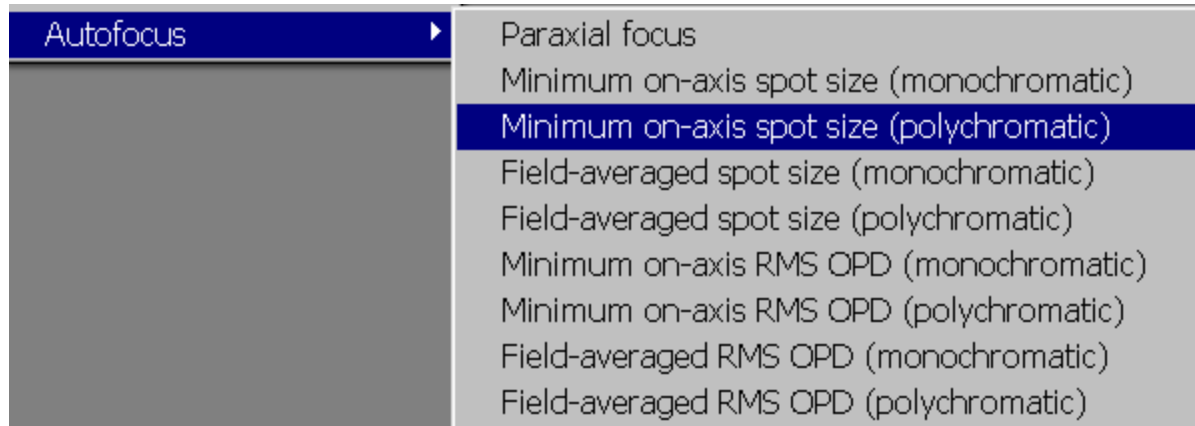 Autofocus
Paraxial focus
Minimum on-axis spot size (monochromatic)
Minimum on-axis spot size (polychromatic)
Field-averaged spot size (monochromatic)
Field-averaged spot size (polychromatic)
Minimum on-axis RMS OPD (monochromatic)
Minimum on-axis RMS OPD (polychromatic)
Field-averaged RMS OPD (monochromatic)
Field-averaged RMS OPD (polychromatic)